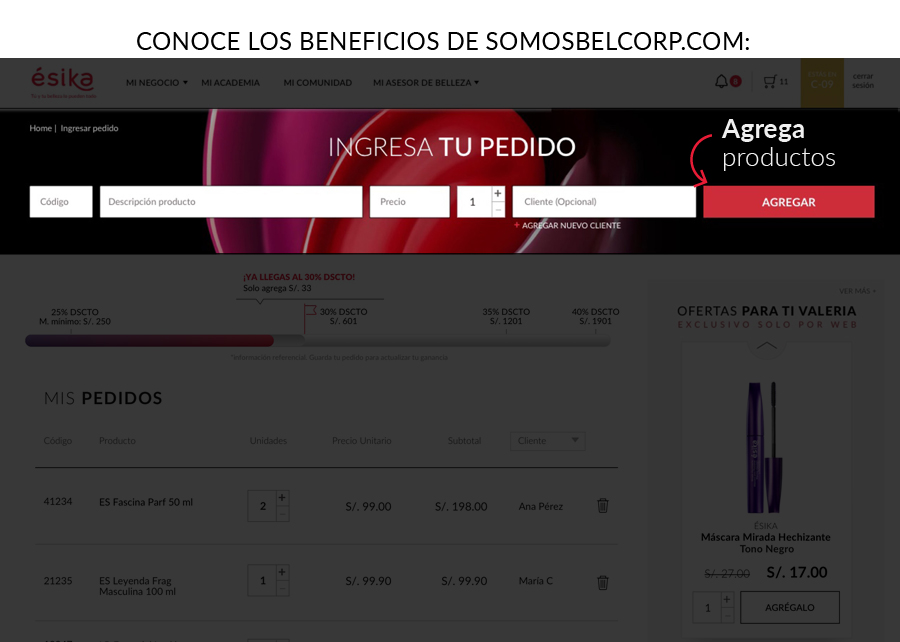 CONOCE LOS BENEFICIOS DE SOMOSBELCORP.COM:
ésika
MI NEGOCIO
MI ACADEMIA
MI COMUNIDAD
MI ASESOR DE BELLEZA
0
11
C-09
cerrar
sesión
Home | Ingresar pedido
INGRESA TU PEDIDO
Agrega
productos
Código
Descripción producto
Precio
1
+
-
Cliente (Opcional)
AGREGAR
+ AGREGAR NUEVO CLIENTE
¡YA LLEGAS AL 30% DSCTO!
Solo agrega S/. 33
25% DSCTO
M. mínimo: S/. 250
30% DSCTO
S/. 601
35% DSCTO
S/. 1201
40% DSCTO
S/. 1901
*Información referencial. Guarda tu pedido para actualizar tu ganancia
VER MÁS +
OFERTAS PARA TI VALERIA
EXCLUSIVO SOLO POR WEB
MIS PEDIDOS
Código
Producto
Unidades
Precio Unitario
Subtotal
Cliente
41234
ES Fascina Parf 50 ml
2
+
-
S/. 99.00
S/. 198.00
Ana Pérez
21235
ES Leyenda Frag
Masculina 100 ml
1
+
-
S/. 99.90
S/. 99.90
María C
ÉSIKA
Máscara Mirada Hechizante
Tono Negro
S/. 27.00
S/. 17.00
1
+
-
AGRÉGALO